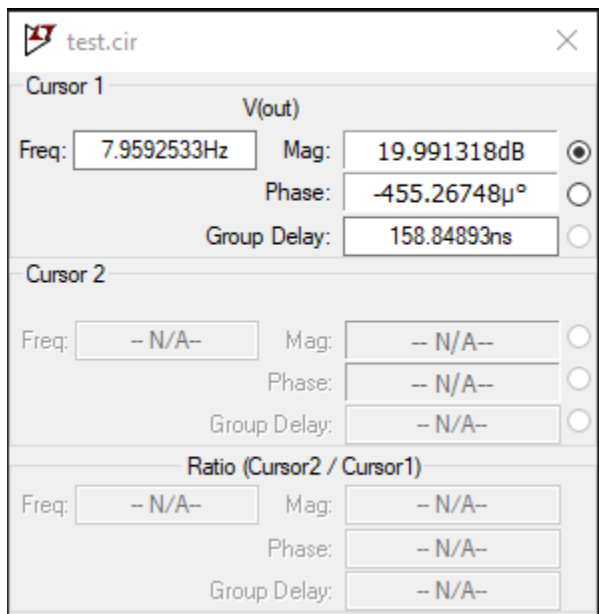 test.cir
Cursor 1
V(out)
Freq: 7.9592533Hz Mag: 19.991318dB
Phase: -455.26748µ°
Group Delay: 158.84893ns
Cursor 2
Freq: -- N/A-- Mag: -- N/A--
Phase: -- N/A--
Group Delay: -- N/A--
Ratio (Cursor2 / Cursor1)
Freq: -- N/A-- Mag: -- N/A--
Phase: -- N/A--
Group Delay: -- N/A--